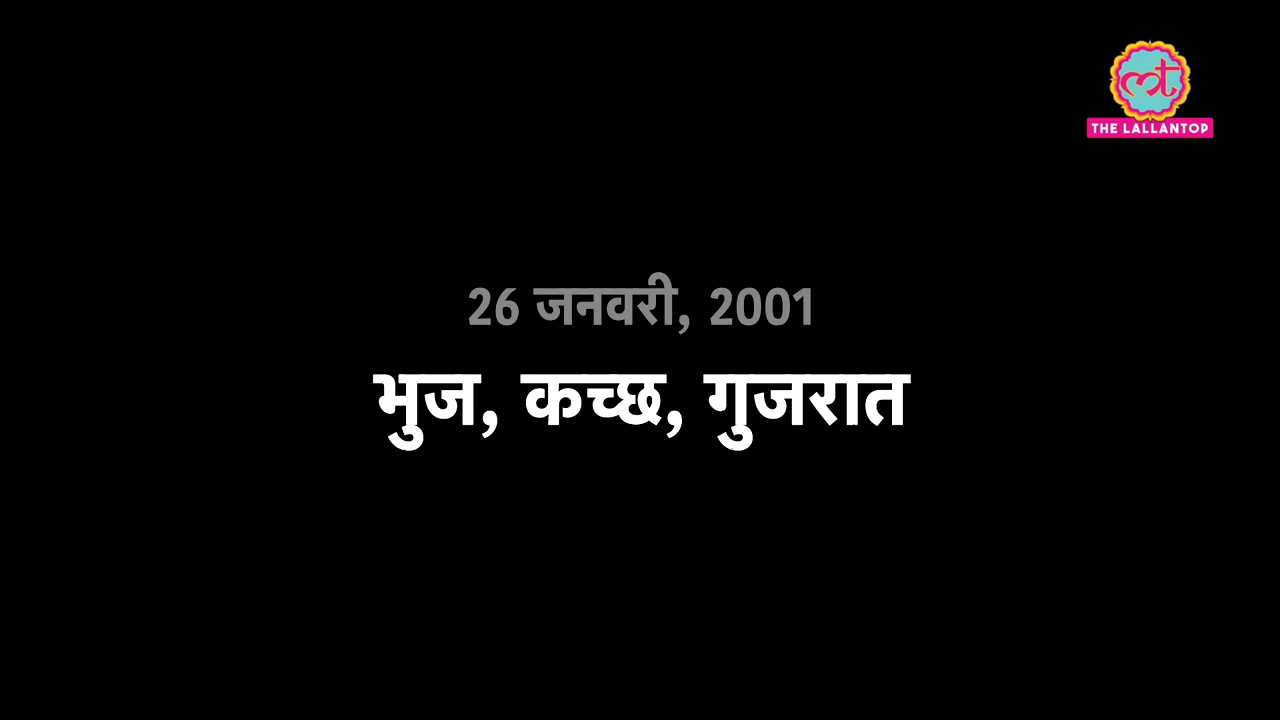 THE LALLANTOP
26 जनवरी, 2001
भुज, कच्छ, गुजरात